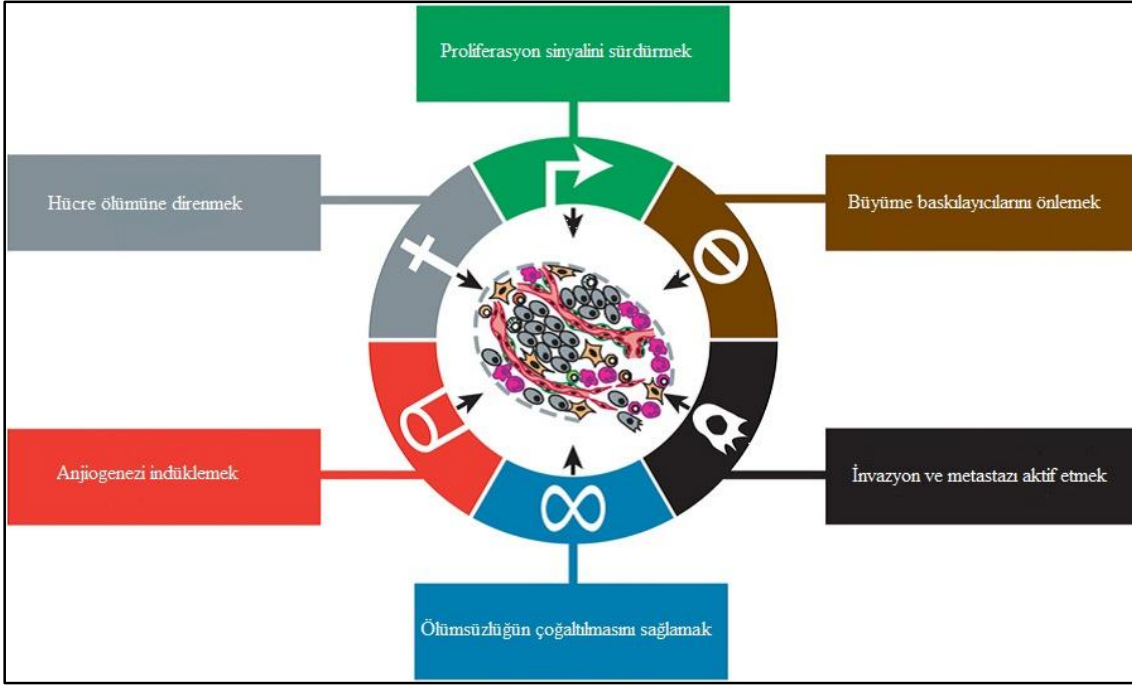 Proliferasyon sinyalini sürdürmek
Hücre ölümüne direnmek
Büyüme baskılayıcılarını önlemek
Anjiogenezi indüklemek
İnvazyon ve metastazı aktif etmek
Ölümsüzlüğün çoğaltılmasını sağlamak